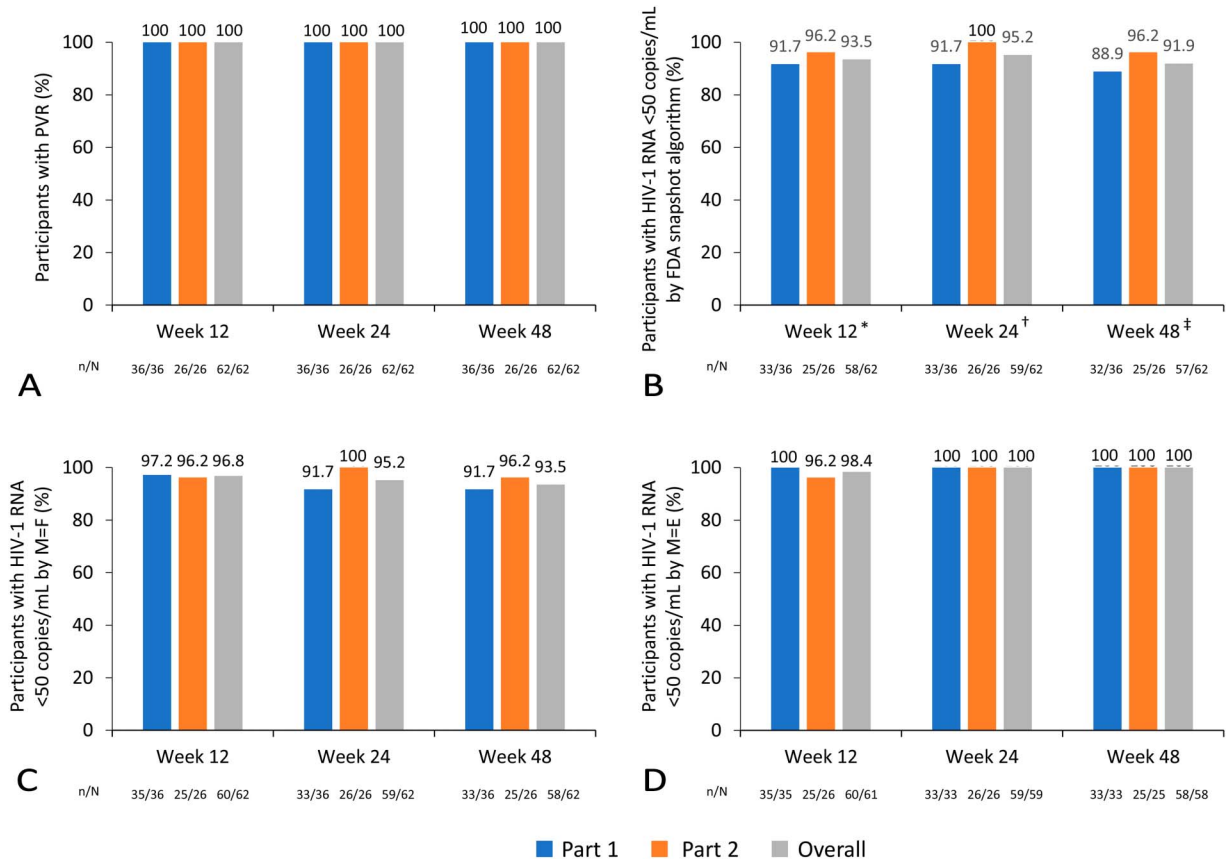 Participants with PVR (%)
100
80
60
40
20
0
100 100 100
100 100 100
100 100 100
Week 12
Week 24
Week 48
n/N
36/36 26/26 62/62
36/36 26/26 62/62
36/36 26/26 62/62
A
Participants with HIV-1 RNA <50 copies/mL
by FDA snapshot algorithm (%)
100
80
60
40
20
0
91.7 96.2 93.5
91.7 100 95.2
88.9 96.2 91.9
Week 12*
Week 24†
Week 48‡
n/N
33/36 25/26 58/62
33/36 26/26 59/62
32/36 25/26 57/62
B
Participants with HIV-1 RNA
<50 copies/mL by M=F (%)
100
80
60
40
20
0
97.2 96.2 96.8
91.7 100 95.2
91.7 96.2 93.5
Week 12
Week 24
Week 48
n/N
35/36 25/26 60/62
33/36 26/26 59/62
33/36 25/26 58/62
C
Participants with HIV-1 RNA
<50 copies/mL by M=E (%)
100
80
60
40
20
0
100 96.2 98.4
100 100 100
100 100 100
Week 12
Week 24
Week 48
n/N
35/35 25/26 60/61
33/33 26/26 59/59
33/33 25/25 58/58
D
Part 1 Part 2 Overall